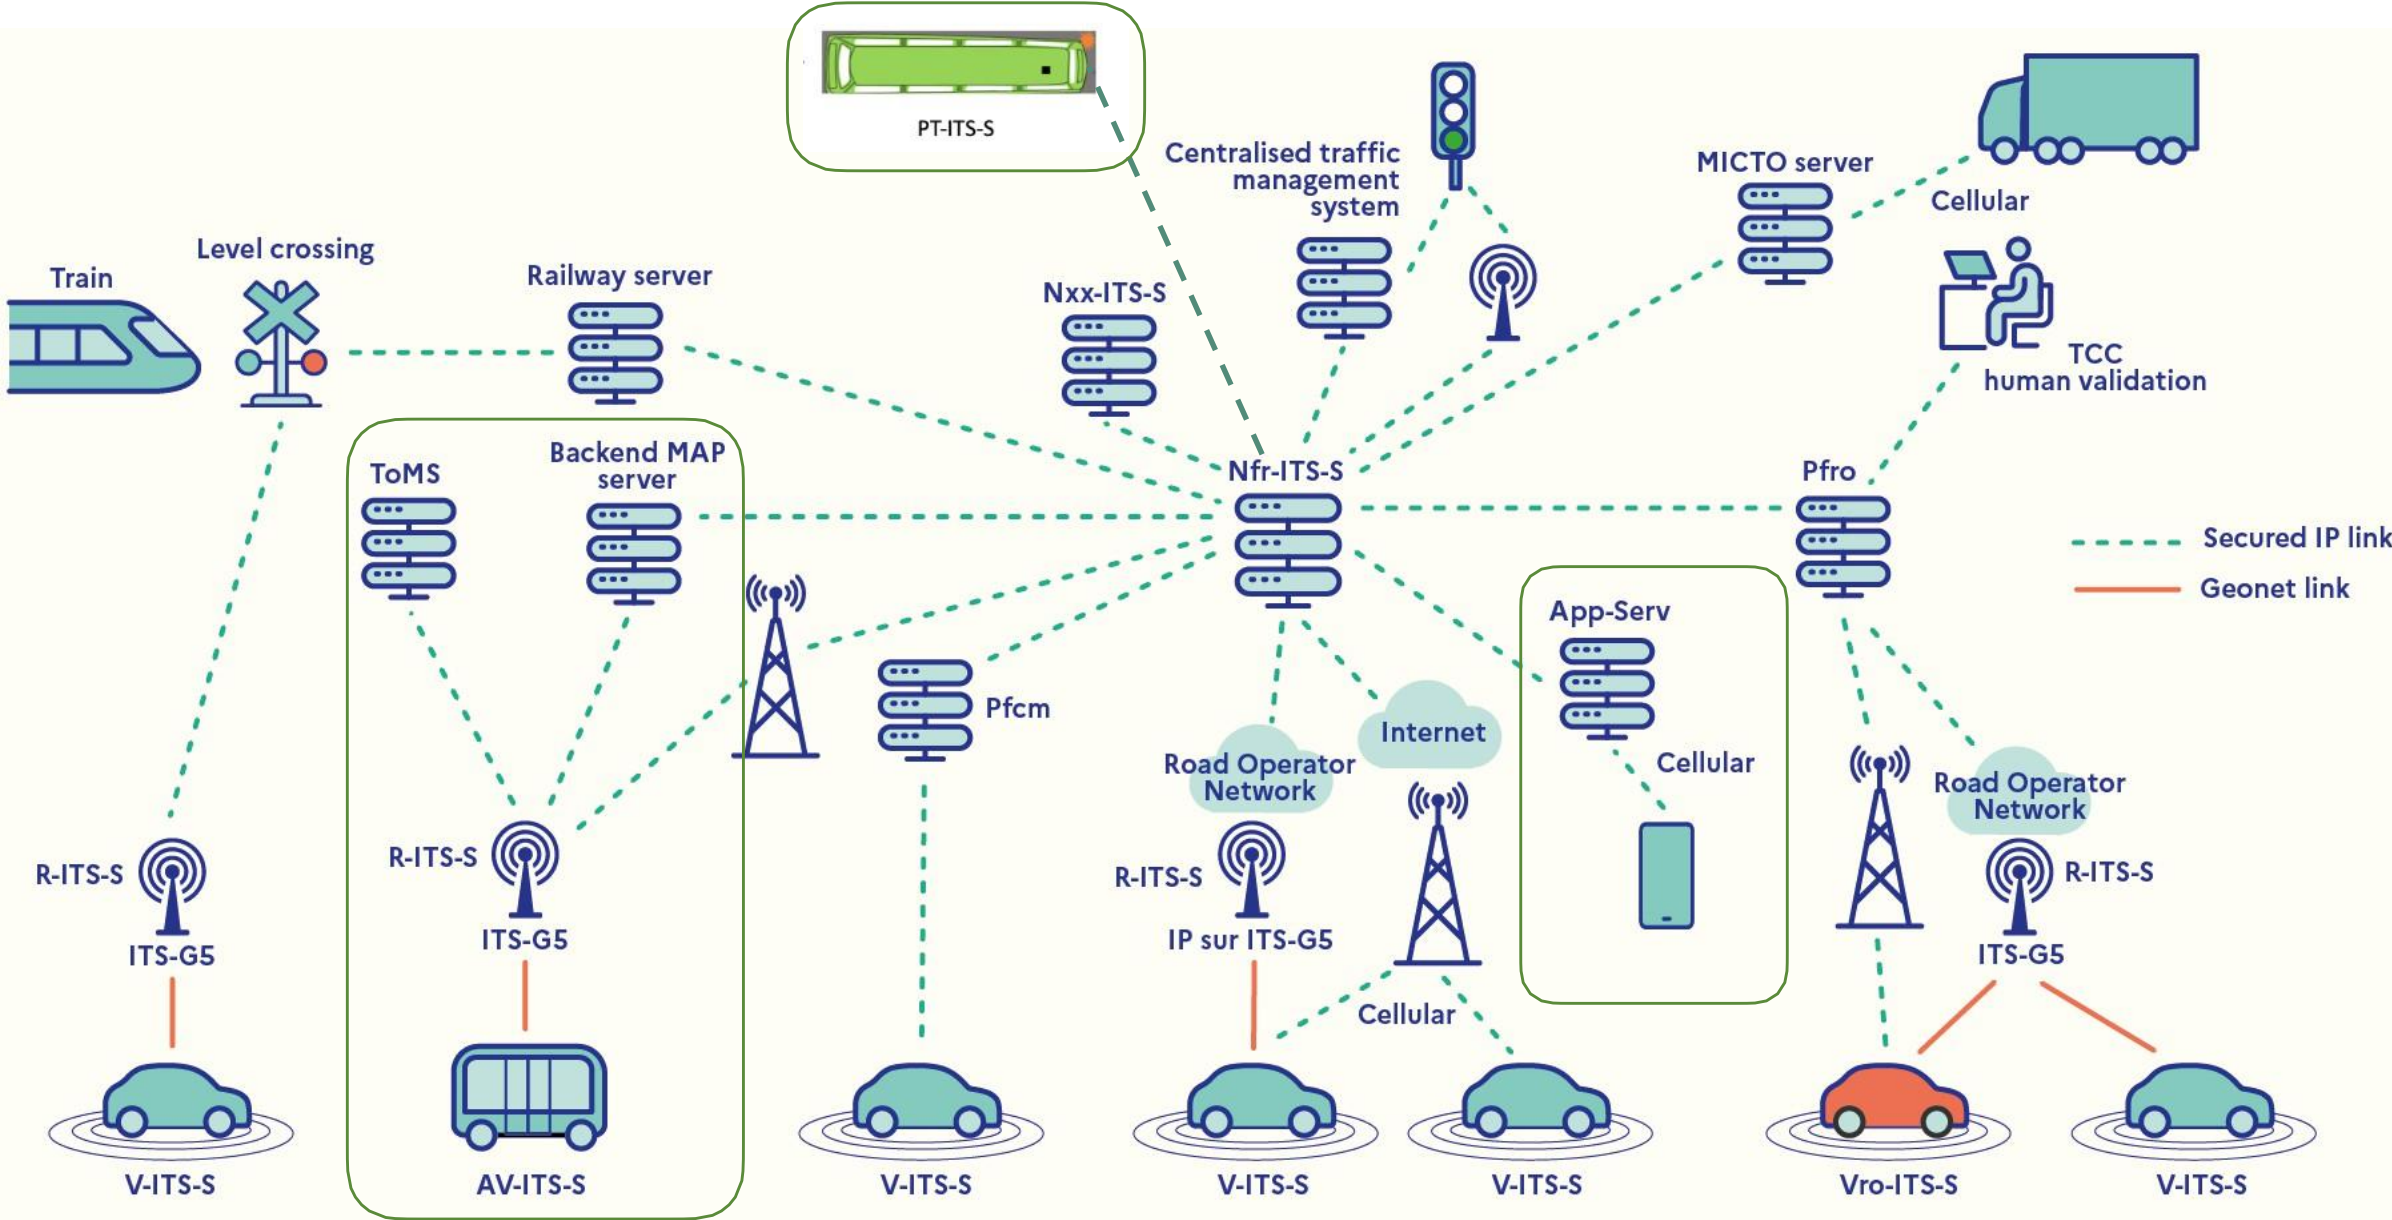 PT-ITS-S
Centralised traffic
management
system
MICTO server
Cellular
Level crossing
Train
Railway server
Nxx-ITS-S
TCC
human validation
ToMS
Backend MAP
server
Nfr-ITS-S
Pfro
Secured IP link
Geonet link
App-Serv
Pfcm
Internet
Road Operator
Network
Cellular
Road Operator
Network
R-ITS-S
R-ITS-S
R-ITS-S
R-ITS-S
ITS-G5
ITS-G5
IP sur ITS-G5
ITS-G5
Cellular
V-ITS-S
AV-ITS-S
V-ITS-S
V-ITS-S
V-ITS-S
Vro-ITS-S
V-ITS-S